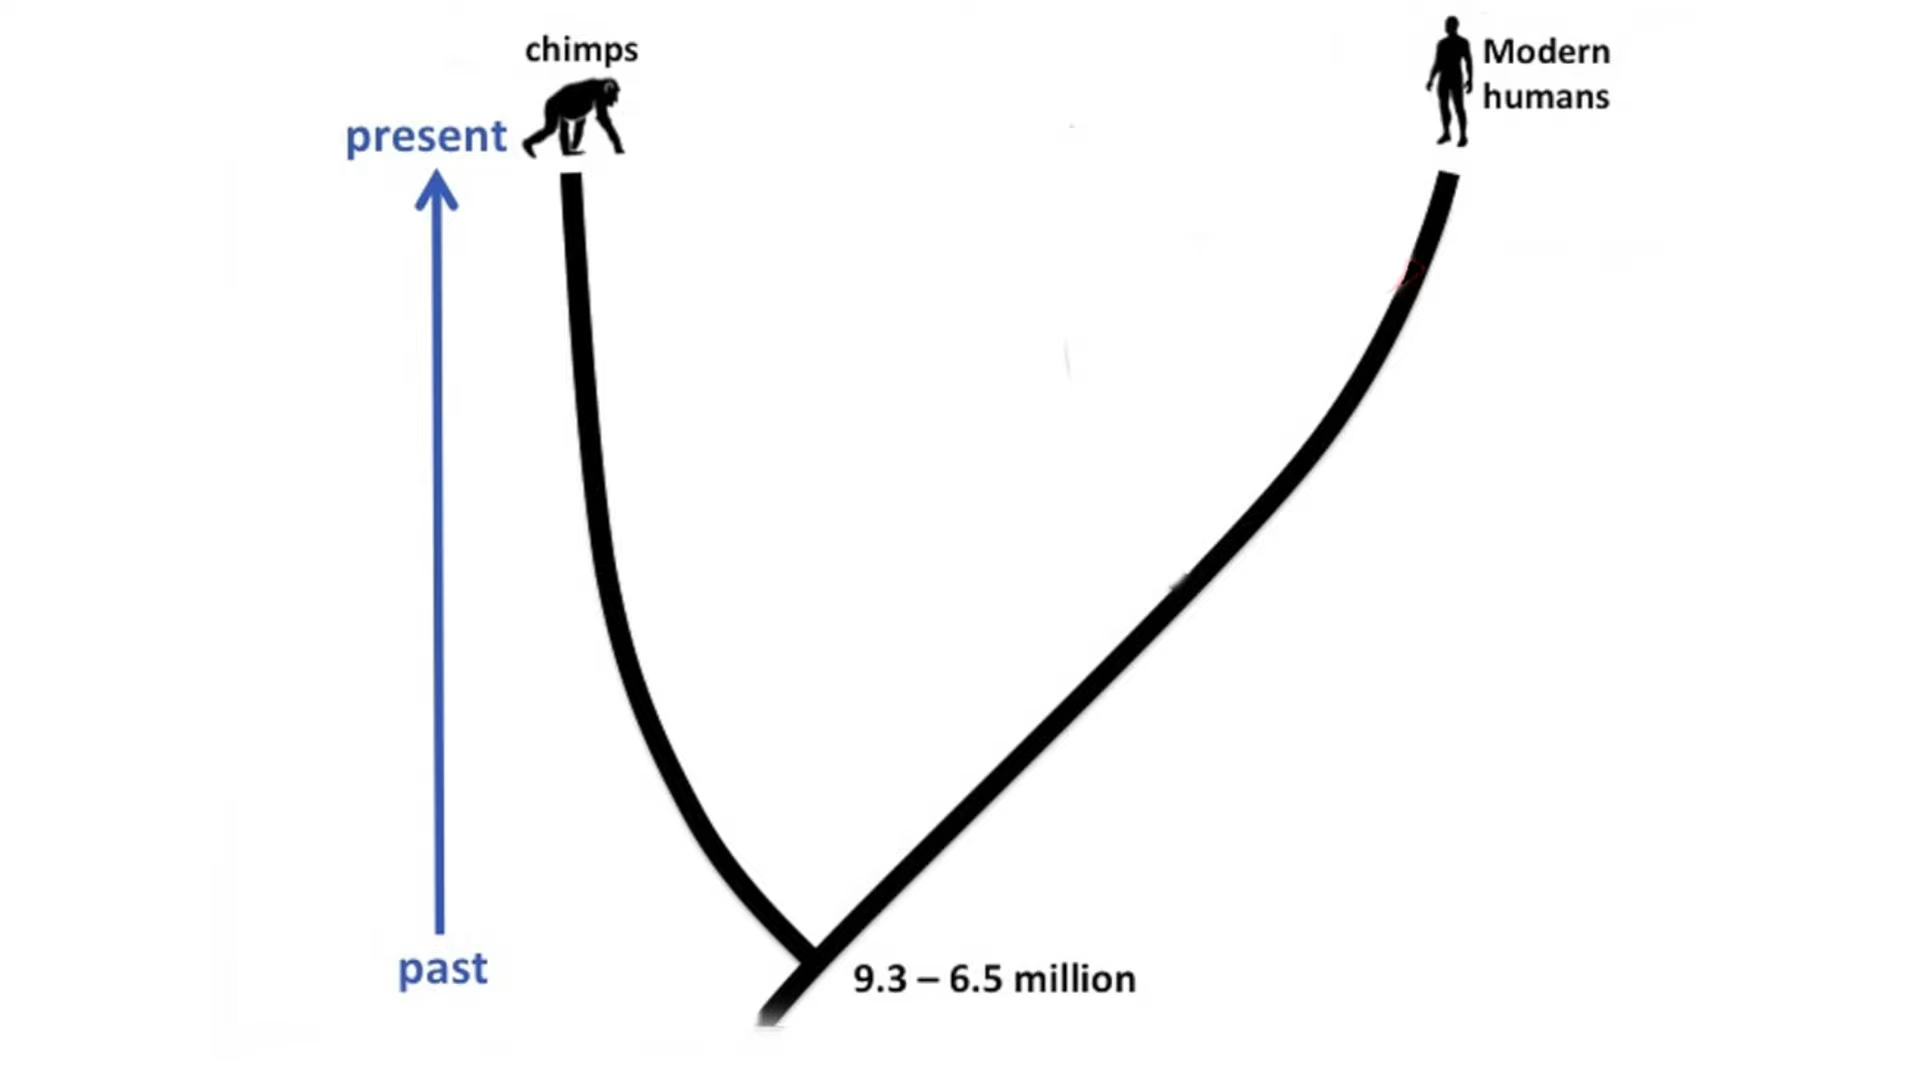 chimps
Modern
humans
present
past
9.3 – 6.5 million